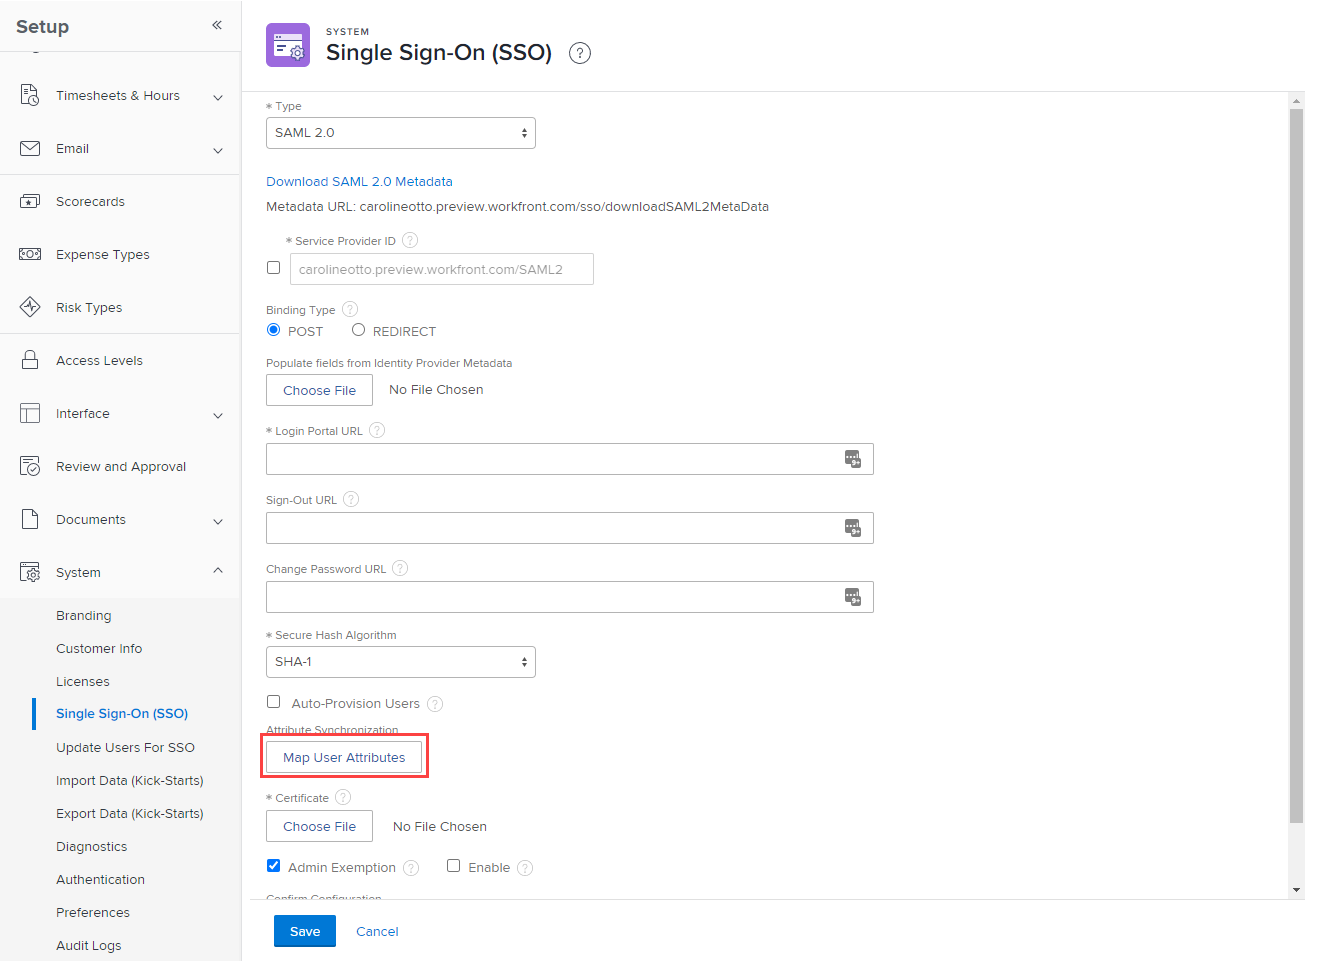 Setup
Timesheets & Hours
Email
Scorecards
Expense Types
Risk Types
Access Levels
Interface
Review and Approval
Documents
System
Branding
Customer Info
Licenses
Single Sign-On (SSO)
Update Users For SSO
Import Data (Kick-Starts)
Export Data (Kick-Starts)
Diagnostics
Authentication
Preferences
Audit Logs
SYSTEM
Single Sign-On (SSO) ?
* Type
SAML 2.0
Download SAML 2.0 Metadata
Metadata URL: carolineotto.preview.workfront.com/sso/downloadSAML2MetaData
* Service Provider ID ?
carolineotto.preview.workfront.com/SAML2
Binding Type ?
POST REDIRECT
Populate fields from Identity Provider Metadata
Choose File No File Chosen
* Login Portal URL ?
9+
Sign-Out URL ?
9+
Change Password URL ?
9+
* Secure Hash Algorithm
SHA-1
Auto-Provision Users ?
Attribute Synchronization
Map User Attributes
* Certificate ?
Choose File No File Chosen
Admin Exemption ? Enable ?
Confirm Configuration
Save Cancel